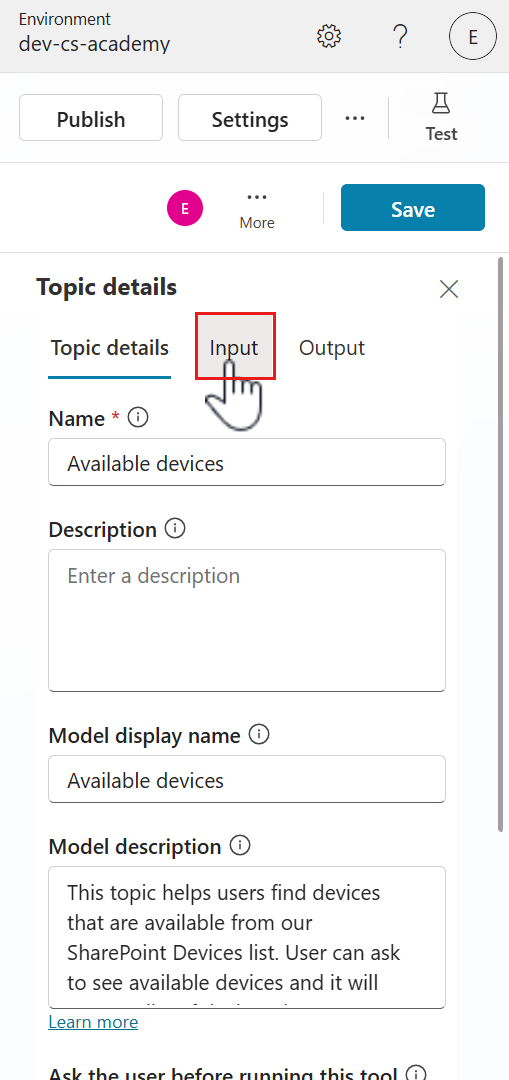 Environment
dev-cs-academy
?
E
Publish
Settings
...
Test
E
...
More
Save
Topic details
Topic details
Input
Output
Name *
Available devices
Description
Enter a description
Model display name
Available devices
Model description
This topic helps users find devices
that are available from our
SharePoint Devices list. User can ask
to see available devices and it will
Learn more
Ask the user before running this tool